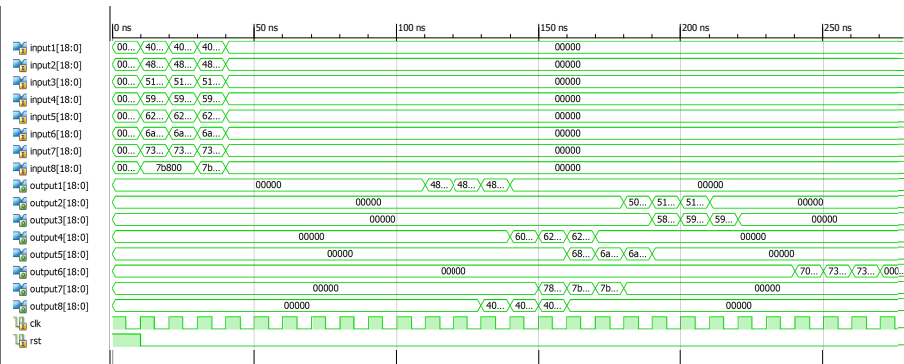 0 ns 50 ns 100 ns 150 ns 200 ns 250 ns
input1[18:0] 00... 40... 40... 40... 00000
input2[18:0] 00... 48... 48... 48... 00000
input3[18:0] 00... 51... 51... 51... 00000
input4[18:0] 00... 59... 59... 59... 00000
input5[18:0] 00... 62... 62... 62... 00000
input6[18:0] 00... 6a... 6a... 6a... 00000
input7[18:0] 00... 73... 73... 73... 00000
input8[18:0] 00... 7b800 7b... 00000
output1[18:0] 00000 48... 48... 48... 00000
output2[18:0] 00000 50... 51... 51... 00000
output3[18:0] 00000 58... 59... 59... 00000
output4[18:0] 00000 60... 62... 62... 00000
output5[18:0] 00000 68... 6a... 6a... 00000
output6[18:0] 00000 70... 73... 73... 000..
output7[18:0] 00000 78... 7b... 7b... 00000
output8[18:0] 00000 40... 40... 40... 00000
clk
rst